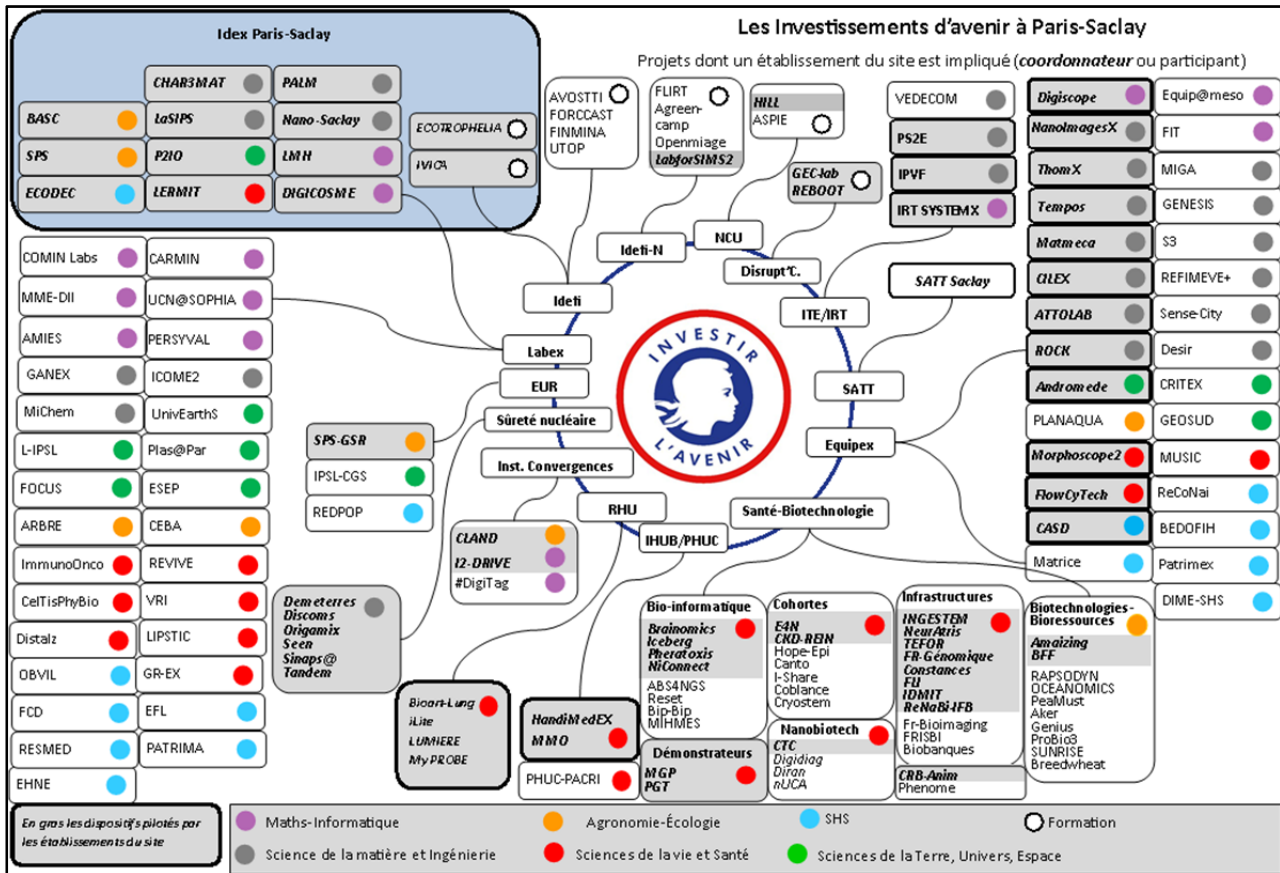 Idex Paris-Saclay
Les Investissements d'avenir à Paris-Saclay
Projets dont un établissement du site est impliqué (coordonnateur ou participant)
CHAR3MAT
PALM
BASC
LaSIPS
Nano-Saclay
SPS
P2IO
LMH
ECODEC
LERMIT
DIGICOSME
ECOTROPHELIA
IVICA
AVOSTTI
FORCCAST
FINMINA
UTOP
FLIRT
Agreen-
camp
Openmiage
LabforSIMS2
HILL
ASPIE
GEC-lab
REBOOT
VEDECOM
PS2E
IPVF
IRT SYSTEMX
SATT Saclay
Digiscope
Equip@meso
NanoImagesX
FIT
ThomX
MIGA
Tempos
GENESIS
Matmeca
S3
CILEX
REFIMEVE+
ATTOLAB
Sense-City
ROCK
Desir
Andromede
CRITEX
PLANAQUA
GEOSUD
Morphoscope2
MUSIC
FlowCyTech
ReCoNai
CASD
BEDOFIH
Matrice
Patrimex
DIME-SHS
COMIN Labs
CARMIN
MME-DII
UCN@SOPHIA
AMIES
PERSYVAL
GANEX
ICOME2
MiChem
UnivEarthS
L-IPSL
Plas@Par
FOCUS
ESEP
ARBRE
CEBA
ImmunoOnco
REVIVE
CelTisPhyBio
VRI
Distalz
LIPSTIC
OBVIL
GR-EX
FCD
EFL
RESMED
PATRIMA
EHNE
Ideti-N
NCU
Disrupt°C.
Idefi
ITE/IRT
Labex
EUR
SATT
Sûreté nucléaire
Equipex
Inst. Convergences
RHU
Santé-Biotechnologie
IHUB/PHUC
INVESTIR
L'AVENIR
SPS-GSR
IPSL-CGS
REDPOP
CLAND
I2-DRIVE
#DigiTag
Demeterres
Discoms
Origamix
Seen
Sinaps@
Tandem
Bioart-Lung
iLite
LUMIERE
My PROBE
HandiMedEX
MMO
PHUC-PACRI
Bio-informatique
Brainomics
Iceberg
Pheratoxis
NiConnect
ABS4NGS
Reset
Bip-Bip
MIHMES
Démonstrateurs
MGP
PGT
Cohortes
E4N
CKD-REIN
Hope-Epi
Canto
I-Share
Coblance
Cryostem
Nanobiotech
CTC
Digidiag
Diran
nUCA
Infrastructures
INGESTEM
NeurAtris
TEFOR
FR-Génomique
Constances
FLI
IDMIT
ReNaBi-IFB
Fr-Bioimaging
FRISBI
Biobanques
CRB-Anim
Phenome
Biotechnologies-
Bioressources
Amaizing
BFF
RAPSODYN
OCEANOMICS
PeaMust
Aker
Genius
ProBio3
SUNRISE
Breedwheat
En gras les dispositifs pilotés par
les établissements du site
Maths-Informatique
Agronomie-Écologie
SHS
Formation
Science de la matière et Ingénierie
Sciences de la vie et Santé
Sciences de la Terre, Univers, Espace